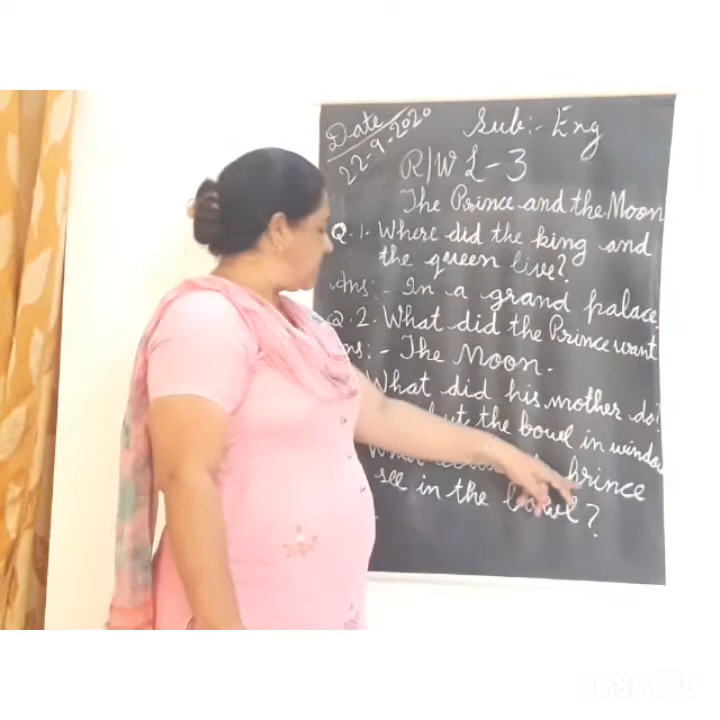 Date
22-9-2020
Sub:- Eng
R/W L-3
The Prince and the Moon
Q.1. Where did the king and
the queen live?
Ans:- In a grand palace.
Q.2. What did the Prince want
Ans:- The Moon.
What did his mother do?
put the bowl in window
What prince
see in the bowl?